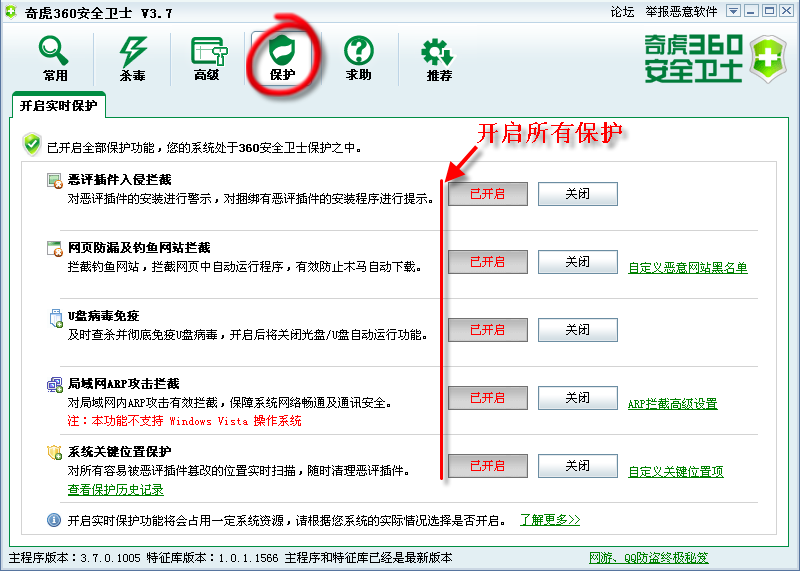 奇虎360安全卫士 V3.7
论坛 举报恶意软件
常用
杀毒
高级
保护
求助
推荐
奇虎360
安全卫士
开启实时保护
开启所有保护
已开启全部保护功能，您的系统处于360安全卫士保护之中。
恶评插件入侵拦截
对恶评插件的安装进行警示，对捆绑有恶评插件的安装程序进行提示。
已开启
关闭
网页防漏及钓鱼网站拦截
拦截钓鱼网站，拦截网页中自动运行程序，有效防止木马自动下载。
已开启
关闭
自定义恶意网站黑名单
U盘病毒免疫
及时查杀并彻底免疫U盘病毒，开启后将关闭光盘/U盘自动运行功能。
已开启
关闭
局域网ARP攻击拦截
对局域网内ARP攻击有效拦截，保障系统网络畅通及通讯安全。
注：本功能不支持 Windows Vista 操作系统
已开启
关闭
ARP拦截高级设置
系统关键位置保护
对所有容易被恶评插件篡改的位置实时扫描，随时清理恶评插件。
查看保护历史记录
已开启
关闭
自定义关键位置项
开启实时保护功能将会占用一定系统资源，请根据您系统的实际情况选择是否开启。 了解更多>>
主程序版本：3.7.0.1005 特征库版本：1.0.1.1566 主程序和特征库已经是最新版本
网游、QQ防盗终极秘笈